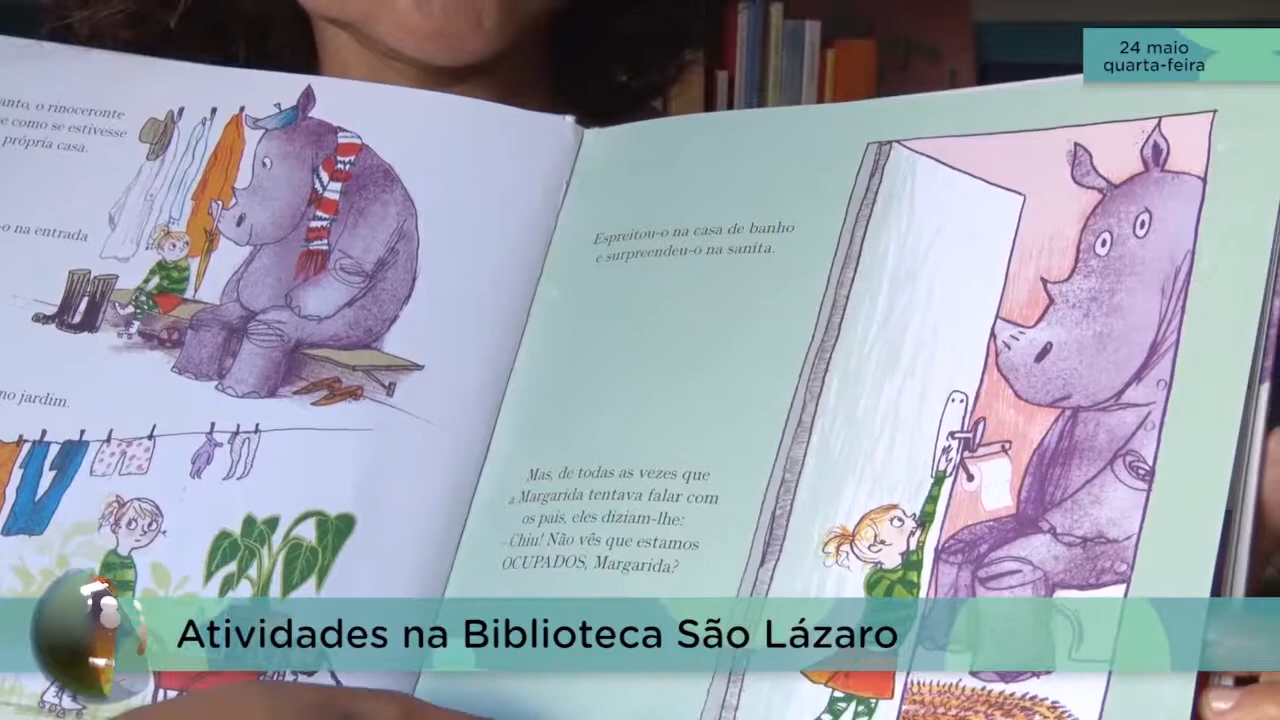 24 maio
quarta-feira
anto, o rinoceronte
e como se estivesse
própria casa.
-o na entrada
no jardim.
Espreitou-o na casa de banho
e surpreendeu-o na sanita.
Mas, de todas as vezes que
a Margarida tentava falar com
os pais, eles diziam-lhe:
–Chiu! Não vês que estamos
OCUPADOS, Margarida?
Atividades na Biblioteca São Lázaro